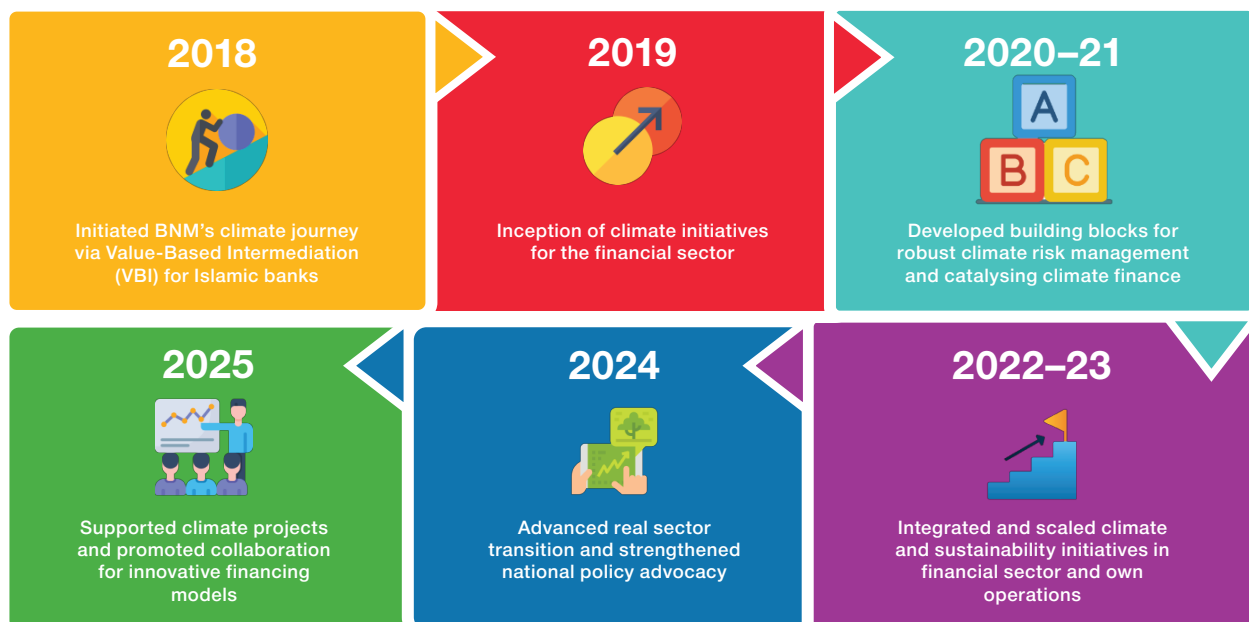 2018
Initiated BNM's climate journey
via Value-Based Intermediation
(VBI) for Islamic banks
2019
Inception of climate initiatives
for the financial sector
2020–21
A
B C
Developed building blocks for
robust climate risk management
and catalysing climate finance
2022–23
Integrated and scaled climate
and sustainability initiatives in
financial sector and own
operations
2024
Advanced real sector
transition and strengthened
national policy advocacy
2025
Supported climate projects
and promoted collaboration
for innovative financing
models